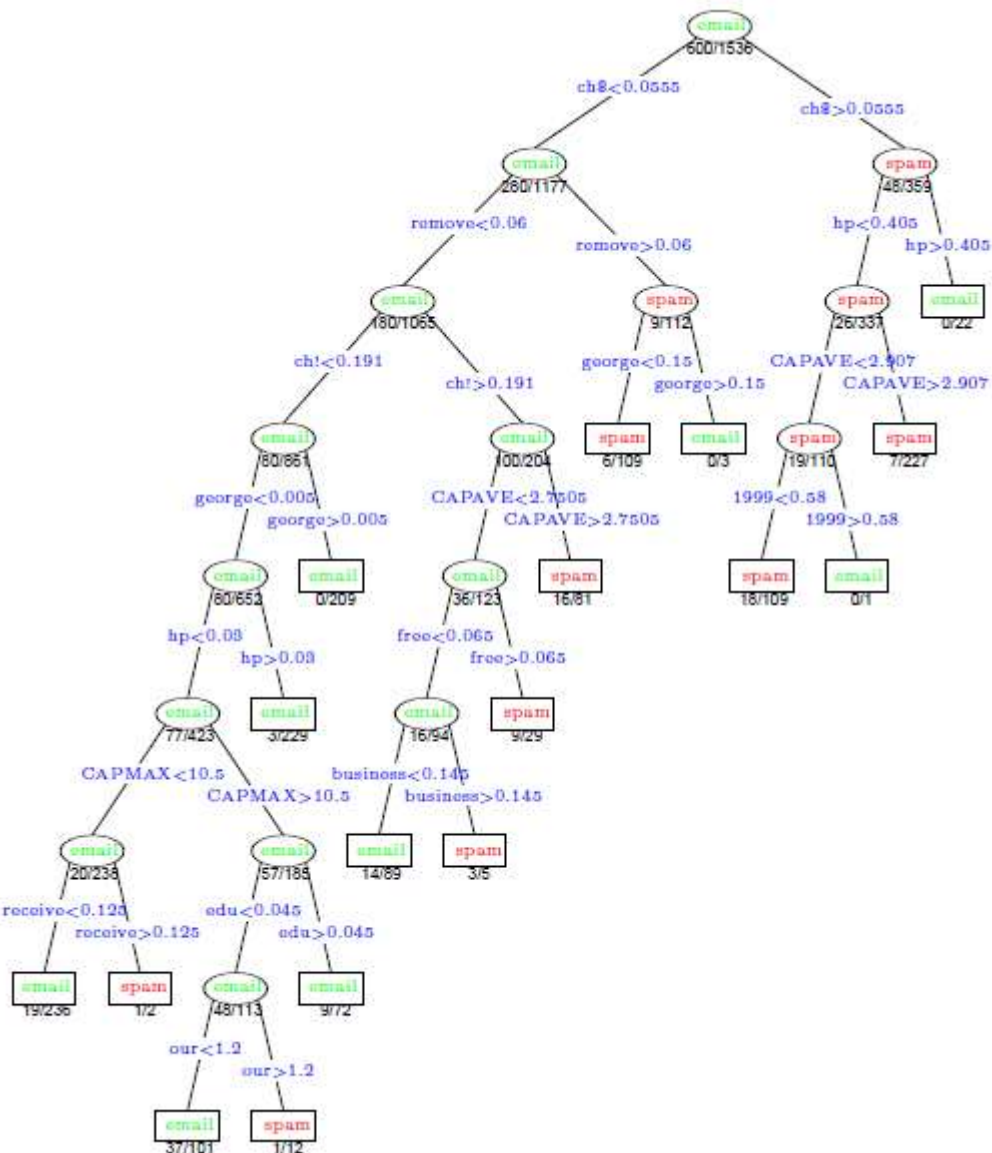 email
600/1536
ch$<0.0555
ch$>0.0555
email
280/1177
spam
48/359
remove<0.06
remove>0.06
hp<0.405
hp>0.405
email
180/1065
spam
9/112
spam
26/337
email
0/22
ch!<0.191
ch!>0.191
george<0.15
george>0.15
CAPAVE<2.907
CAPAVE>2.907
email
80/861
email
100/204
spam
6/109
email
0/3
spam
19/110
spam
7/227
george<0.005
george>0.005
CAPAVE<2.7505
CAPAVE>2.7505
1999<0.58
1999>0.58
email
80/652
email
0/209
email
36/123
spam
16/81
spam
18/109
email
0/1
hp<0.03
hp>0.03
free<0.065
free>0.065
email
77/423
email
3/229
email
16/94
spam
9/29
CAPMAX<10.5
CAPMAX>10.5
business<0.145
business>0.145
email
20/238
email
57/185
email
14/89
spam
3/5
receive<0.125
receive>0.125
edu<0.045
edu>0.045
email
19/236
spam
1/2
email
48/113
email
9/72
our<1.2
our>1.2
email
37/101
spam
1/12